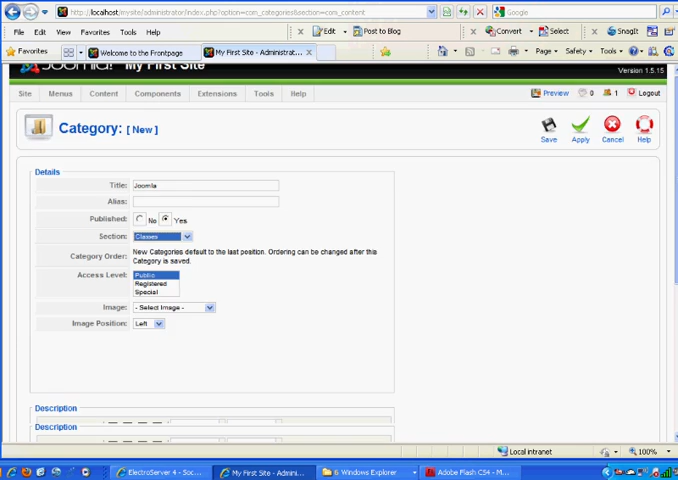 http://localhost/mysite/administrator/index.php?option=com_categories&section=com_content
Google
File Edit View Favorites Tools Help
Edit Post to Blog
Convert Select
SnagIt
Favorites
Welcome to the Frontpage
My First Site - Administrat...
Page Safety Tools
Joomla! My First Site
Version 1.5.15
Site Menus Content Components Extensions Tools Help
Preview 0 1 Logout
Category: [ New ]
Save Apply Cancel Help
Details
Title: Joomla
Alias:
Published: No Yes
Section: Classes
New Categories default to the last position. Ordering can be changed after this
Category Order:
Category is saved.
Access Level: Public
Registered
Special
Image: - Select Image -
Image Position: Left
Description
Description
Local intranet
100%
ElectroServer 4 - Soc...
My First Site - Admini...
6 Windows Explorer
Adobe Flash CS4 - M...